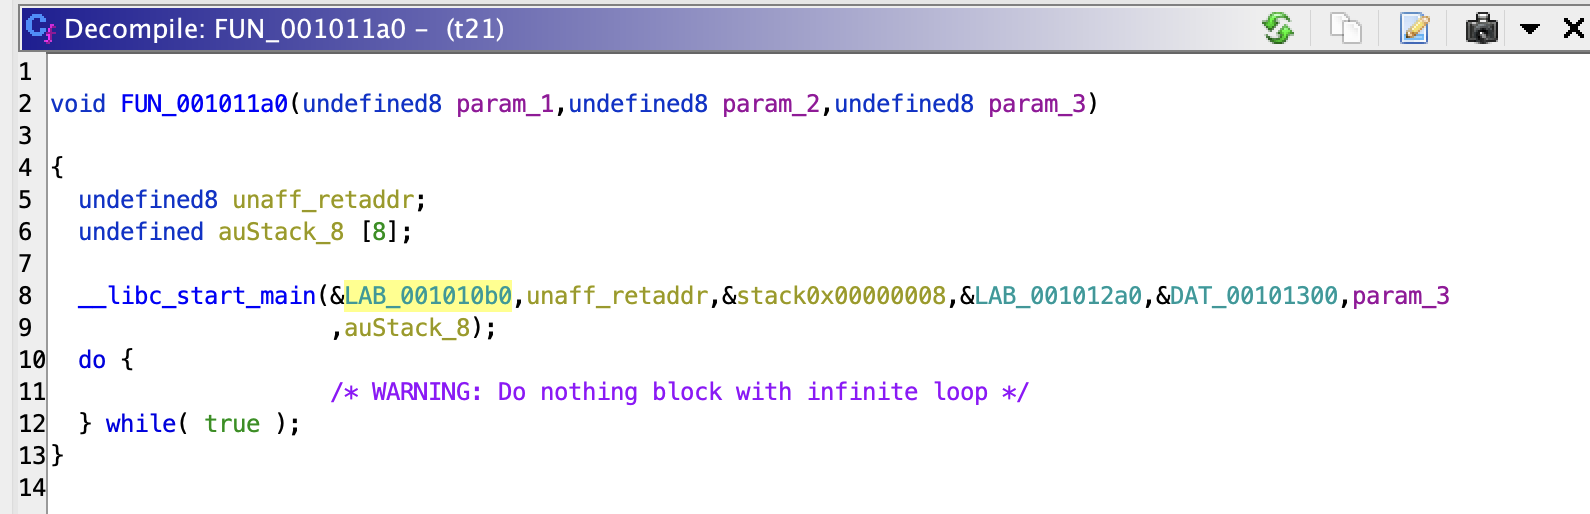 Decompile: FUN_001011a0 – (t21)
1
2 void FUN_001011a0(undefined8 param_1,undefined8 param_2,undefined8 param_3)
3
4 {
5 undefined8 unaff_retaddr;
6 undefined auStack_8 [8];
7
8 __libc_start_main(&LAB_001010b0,unaff_retaddr,&stack0x00000008,&LAB_001012a0,&DAT_00101300,param_3
9 ,auStack_8);
10 do {
11 /* WARNING: Do nothing block with infinite loop */
12 } while( true );
13 }
14